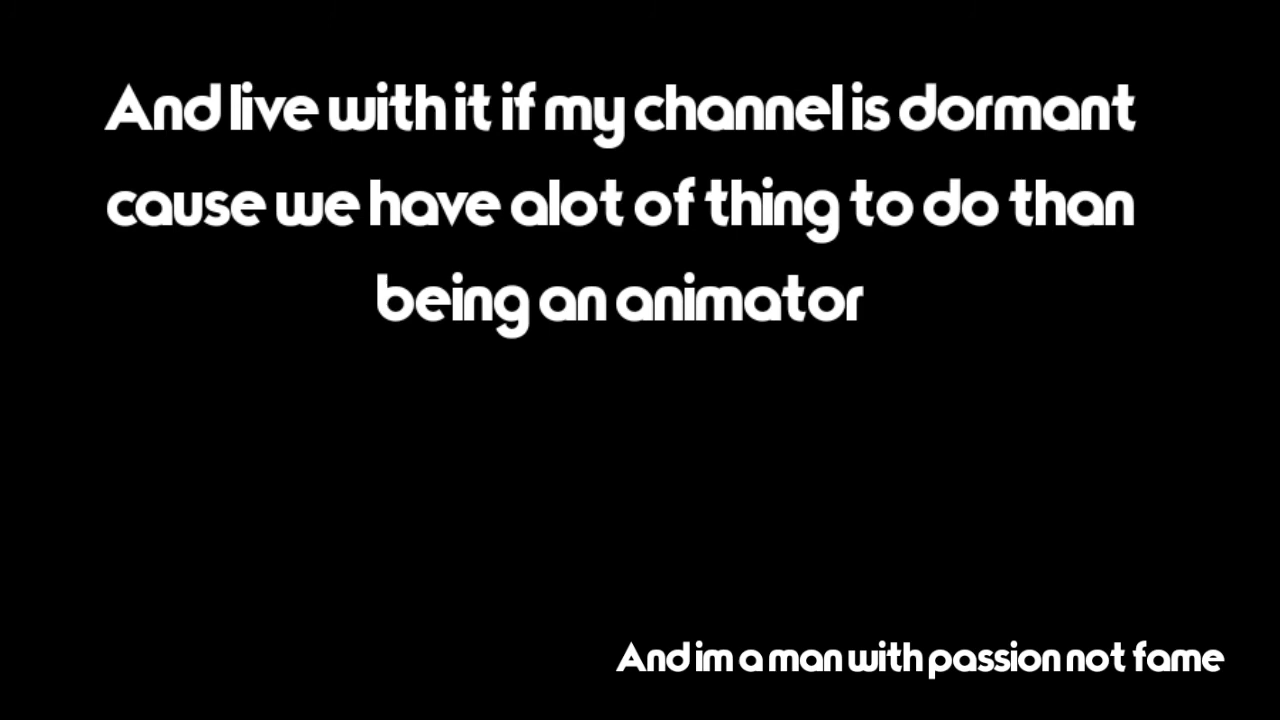 And live with it if my channel is dormant
cause we have alot of thing to do than
being an animator
And im a man with passion not fame